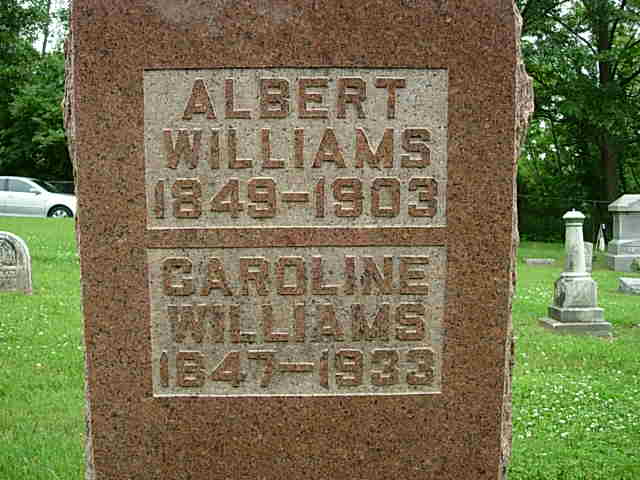 ALBERT
WILLIAMS
1849-1903
CAROLINE
WILLIAMS
1847-1933